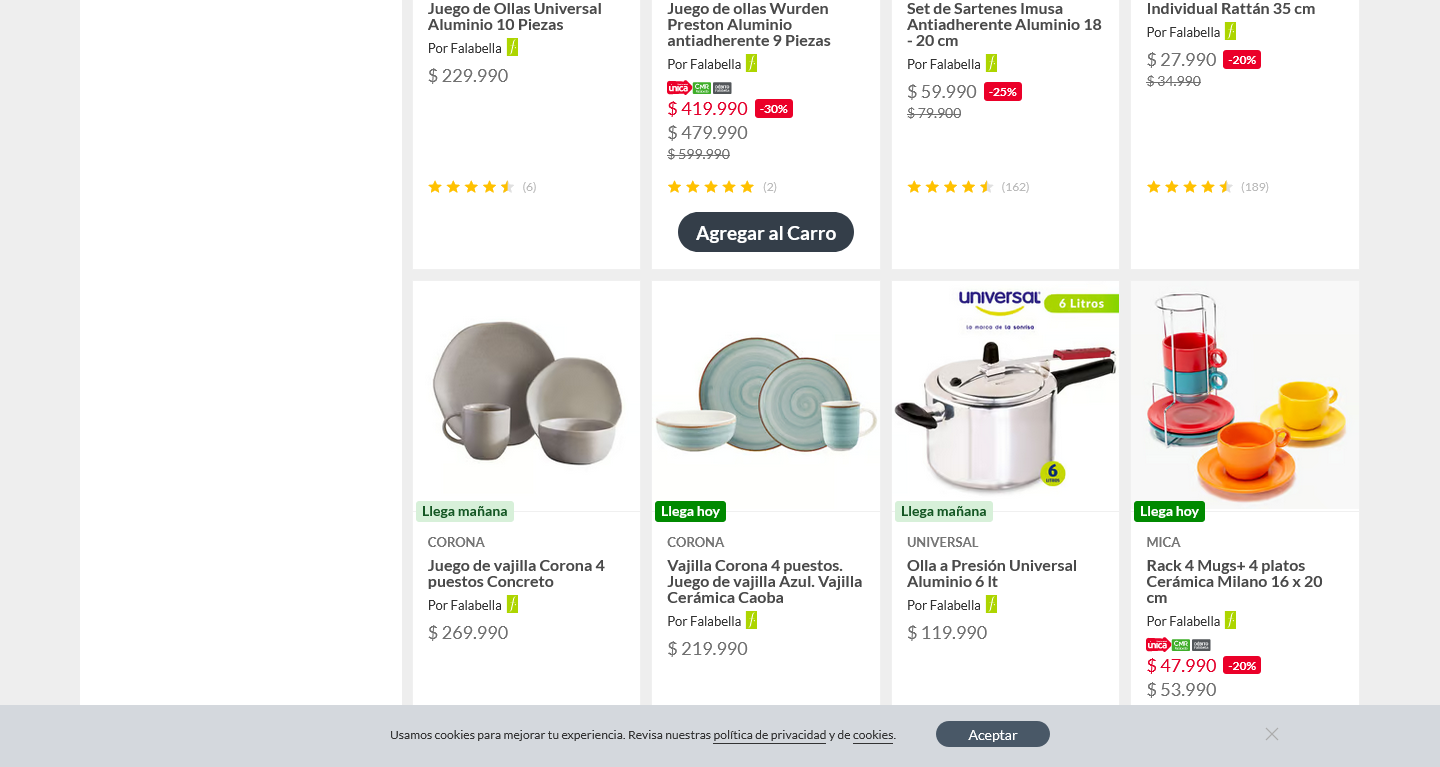 Juego de Ollas Universal
Aluminio 10 Piezas
Por Falabella
$ 229.990
(6)
Juego de ollas Wurden
Preston Aluminio
antiadherente 9 Piezas
Por Falabella
única CMR
$ 419.990 -30%
$ 479.990
$ 599.990
(2)
Agregar al Carro
Set de Sartenes Imusa
Antiadherente Aluminio 18
- 20 cm
Por Falabella
$ 59.990 -25%
$ 79.900
(162)
Individual Rattán 35 cm
Por Falabella
$ 27.990 -20%
$ 34.990
(189)
Llega mañana
CORONA
Juego de vajilla Corona 4
puestos Concreto
Por Falabella
$ 269.990
Llega hoy
CORONA
Vajilla Corona 4 puestos.
Juego de vajilla Azul. Vajilla
Cerámica Caoba
Por Falabella
$ 219.990
universal
La marca de la sonrisa
6 Litros
6
LITROS
Llega mañana
UNIVERSAL
Olla a Presión Universal
Aluminio 6 lt
Por Falabella
$ 119.990
Llega hoy
MICA
Rack 4 Mugs+ 4 platos
Cerámica Milano 16 x 20
cm
Por Falabella
única CMR
$ 47.990 -20%
$ 53.990
Usamos cookies para mejorar tu experiencia. Revisa nuestras política de privacidad y de cookies.
Aceptar